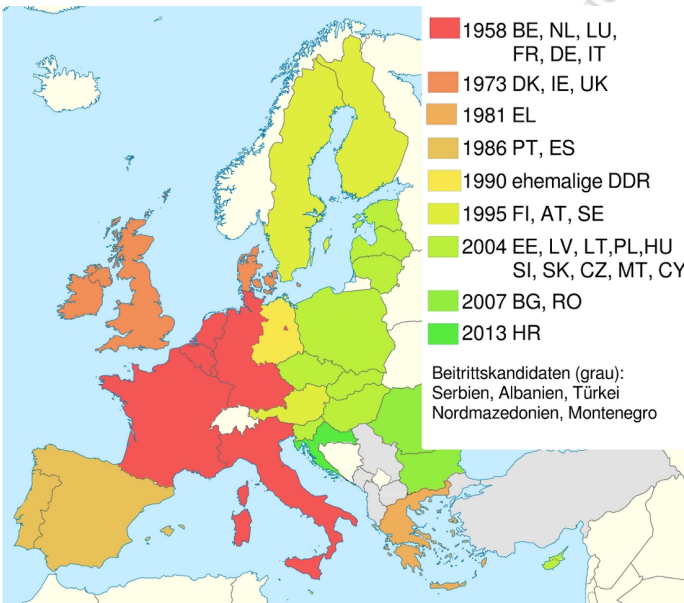 1958 BE, NL, LU,
FR, DE, IT
1973 DK, IE, UK
1981 EL
1986 PT, ES
1990 ehemalige DDR
1995 FI, AT, SE
2004 EE, LV, LT,PL,HU
SI, SK, CZ, MT, CY
2007 BG, RO
2013 HR
Beitrittskandidaten (grau):
Serbien, Albanien, Türkei
Nordmazedonien, Montenegro